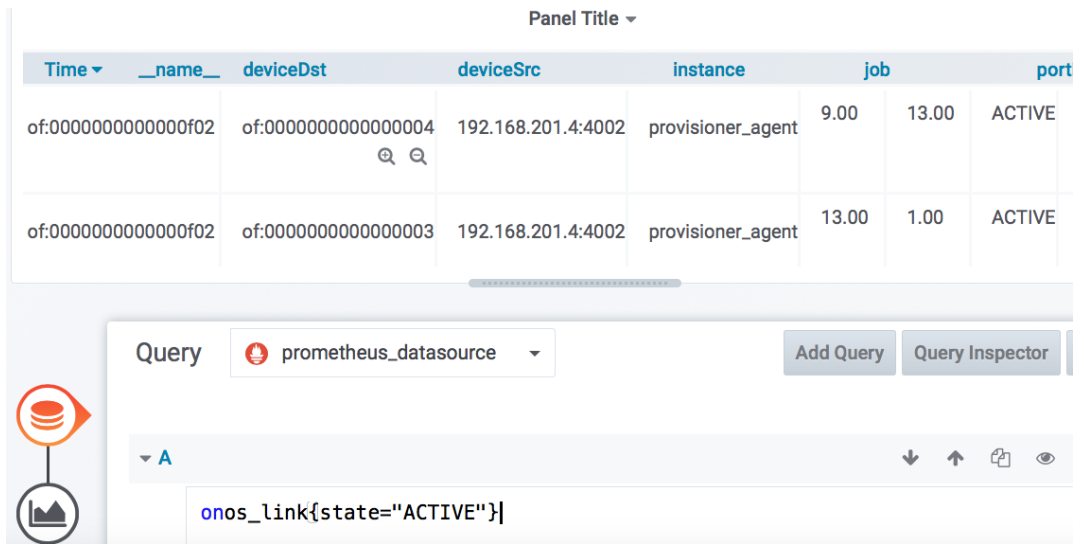 Panel Title
Time __name__ deviceDst deviceSrc instance job porti
of:0000000000000f02 of:0000000000000004 192.168.201.4:4002 provisioner_agent 9.00 13.00 ACTIVE
of:0000000000000f02 of:0000000000000003 192.168.201.4:4002 provisioner_agent 13.00 1.00 ACTIVE
Query prometheus_datasource Add Query Query Inspector
A
onos_link{state="ACTIVE"}